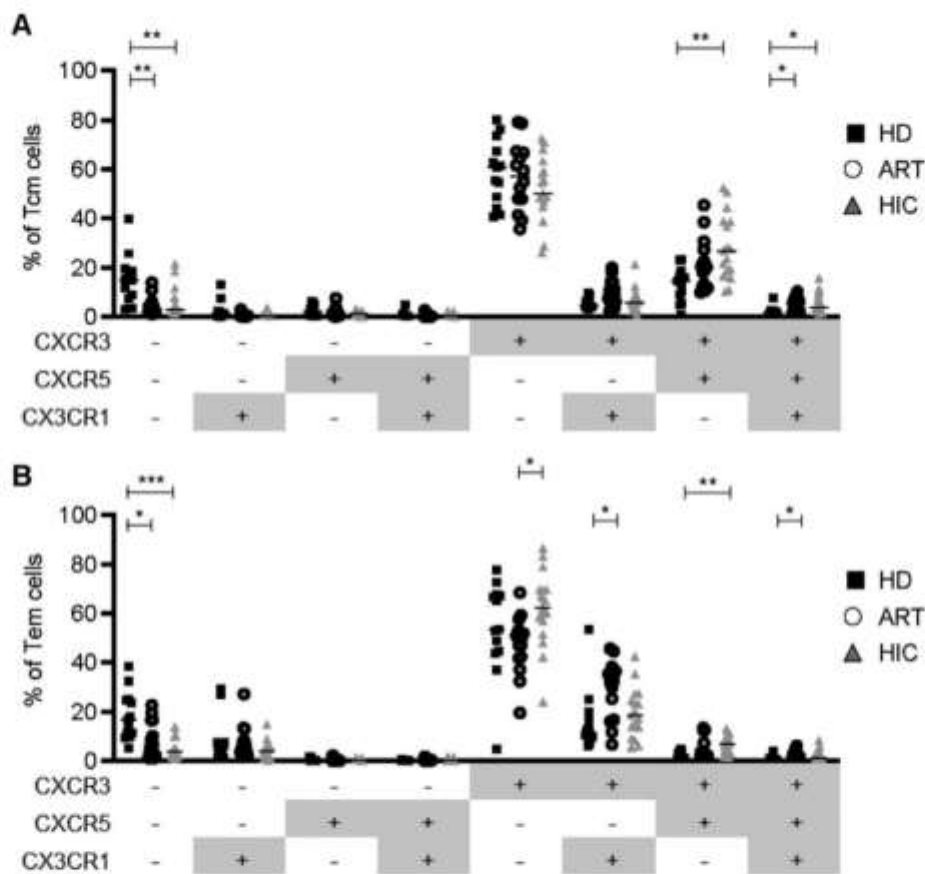 A
** ** * *
** *
100
80
60
40
20
0
% of Tcm cells
HD
ART
HIC
CXCR3 - - - - + + + +
CXCR5 - - + + - - + +
CX3CR1 - + - + - + - +
B
*
*** **
* * *
100
80
60
40
20
0
% of Tem cells
HD
ART
HIC
CXCR3 - - - - + + + +
CXCR5 - - + + - - + +
CX3CR1 - + - + - + - +